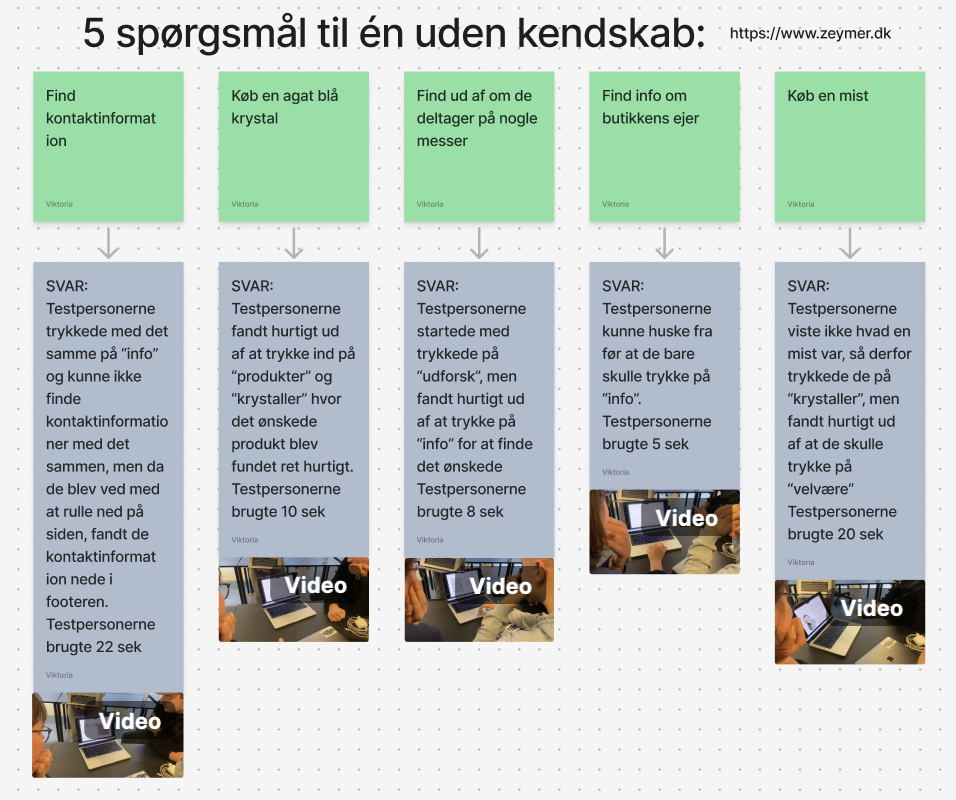 5 spørgsmål til én uden kendskab:
https://www.zeymer.dk
Find
kontaktinformat
ion
Viktoria
Køb en agat blå
krystal
Viktoria
Find ud af om de
deltager på nogle
messer
Viktoria
Find info om
butikkens ejer
Viktoria
Køb en mist
Viktoria
SVAR:
Testpersonerne
trykkede med det
samme på “info”
og kunne ikke
finde
kontaktinformatio
ner med det
sammen, men da
de blev ved med
at rulle ned på
siden, fandt de
kontaktinformat
ion nede i
footeren.
Testpersonerne
brugte 22 sek
Viktoria
Video
SVAR:
Testpersonerne
fandt hurtigt ud
af at trykke ind på
“produkter” og
“krystaller” hvor
det ønskede
produkt blev
fundet ret hurtigt.
Testpersonerne
brugte 10 sek
Viktoria
Video
SVAR:
Testpersonerne
startede med
trykkede på
“udforsk”, men
fandt hurtigt ud
af at trykke på
“info” for at finde
det ønskede
Testpersonerne
brugte 8 sek
Viktoria
Video
SVAR:
Testpersonerne
kunne huske fra
før at de bare
skulle trykke på
“info”.
Testpersonerne
brugte 5 sek
Viktoria
Video
SVAR:
Testpersonerne
viste ikke hvad en
mist var, så derfor
trykkede de på
“krystaller”, men
fandt hurtigt ud
af at de skulle
trykke på
“velvære”
Testpersonerne
brugte 20 sek
Viktoria
Video